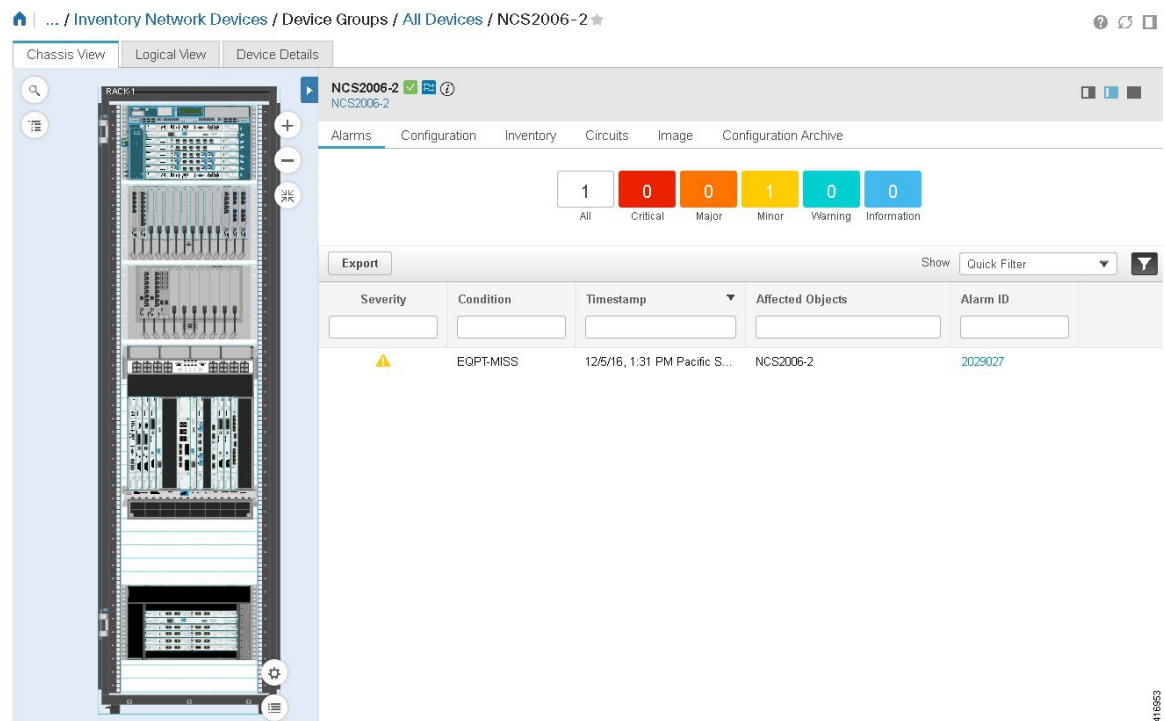 ... / Inventory Network Devices / Device Groups / All Devices / NCS2006-2
Chassis View Logical View Device Details
RACK-1
NCS2006-2
NCS2006-2
Alarms Configuration Inventory Circuits Image Configuration Archive
1 0 0 1 0 0
All Critical Major Minor Warning Information
Export Show Quick Filter
Severity Condition Timestamp Affected Objects Alarm ID
EQPT-MISS 12/5/16, 1:31 PM Pacific S... NCS2006-2 2029027
416953